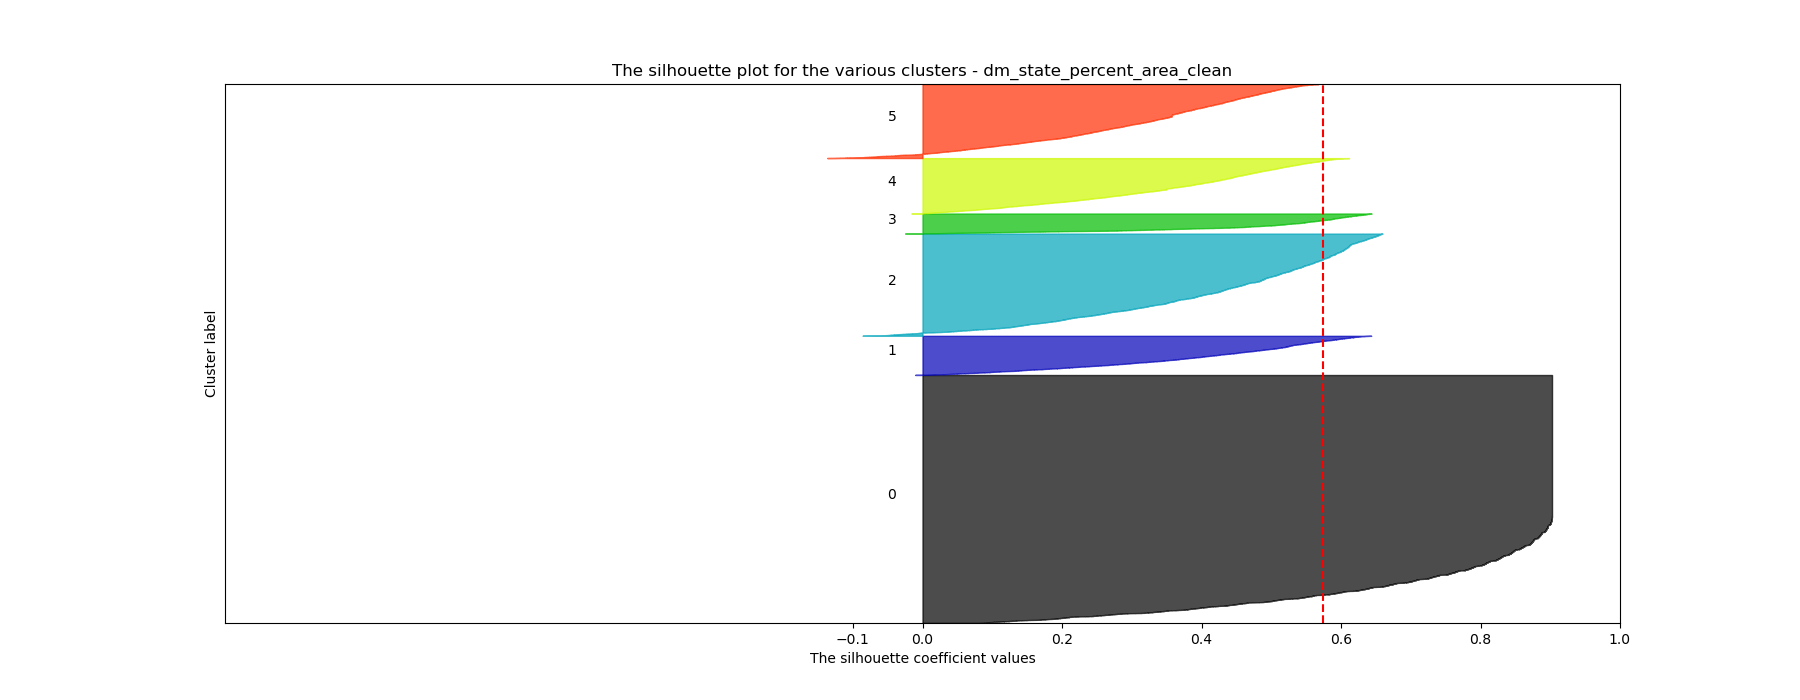 The silhouette plot for the various clusters - dm_state_percent_area_clean
5
4
3
2
1
0
Cluster label
−0.1 0.0 0.2 0.4 0.6 0.8 1.0
The silhouette coefficient values